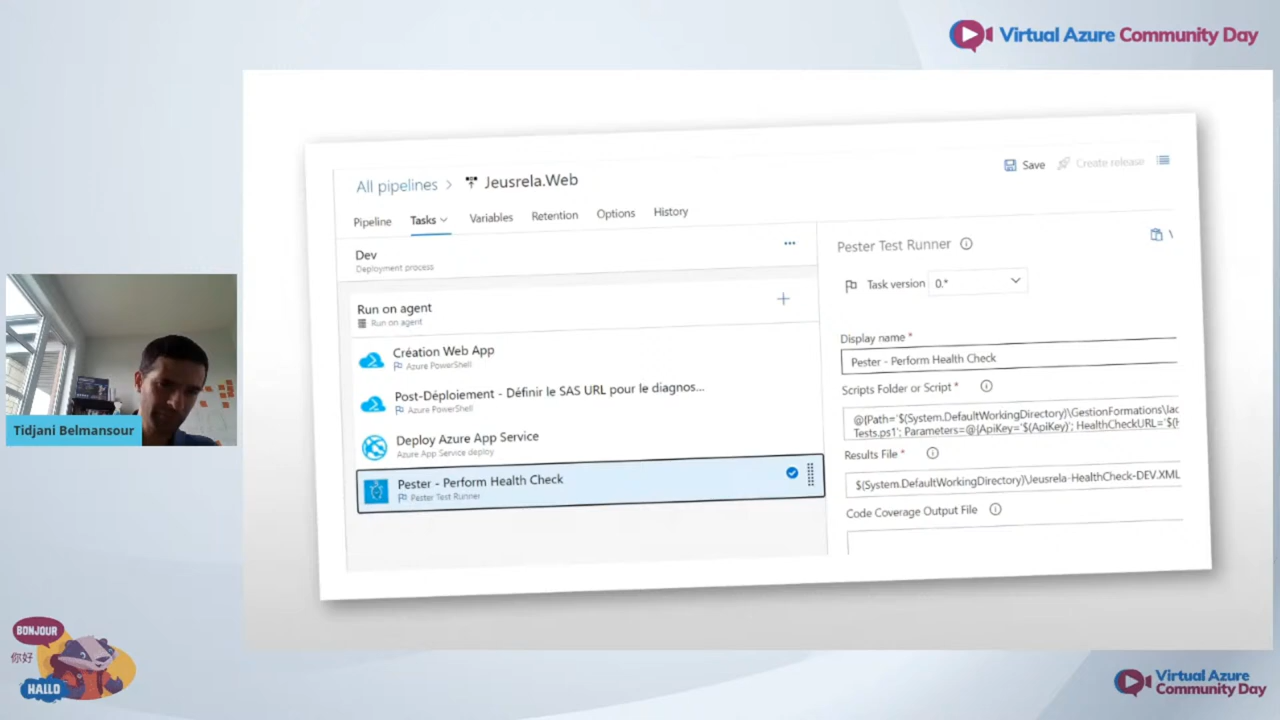 Virtual Azure Community Day
All pipelines > Jeusrela.Web
Save
Create release
Pipeline
Tasks
Variables
Retention
Options
History
Dev
Deployment process
Run on agent
Run on agent
Création Web App
Azure PowerShell
Post-Déploiement - Définir le SAS URL pour le diagnos...
Azure PowerShell
Deploy Azure App Service
Azure App Service deploy
Pester - Perform Health Check
Pester Test Runner
Pester Test Runner
Task version 0.*
Display name *
Pester - Perform Health Check
Scripts Folder or Script *
@{Path='$(System.DefaultWorkingDirectory)\GestionFormations\
Tests.ps1'; Parameters=@{ApiKey='$(ApiKey)'; HealthCheckURL='$(
Results File *
$(System.DefaultWorkingDirectory)\Jeusrela-HealthCheck-DEV.XML
Code Coverage Output File
Tidjani Belmansour
BONJOUR
你好
HALLO
Virtual Azure
Community Day